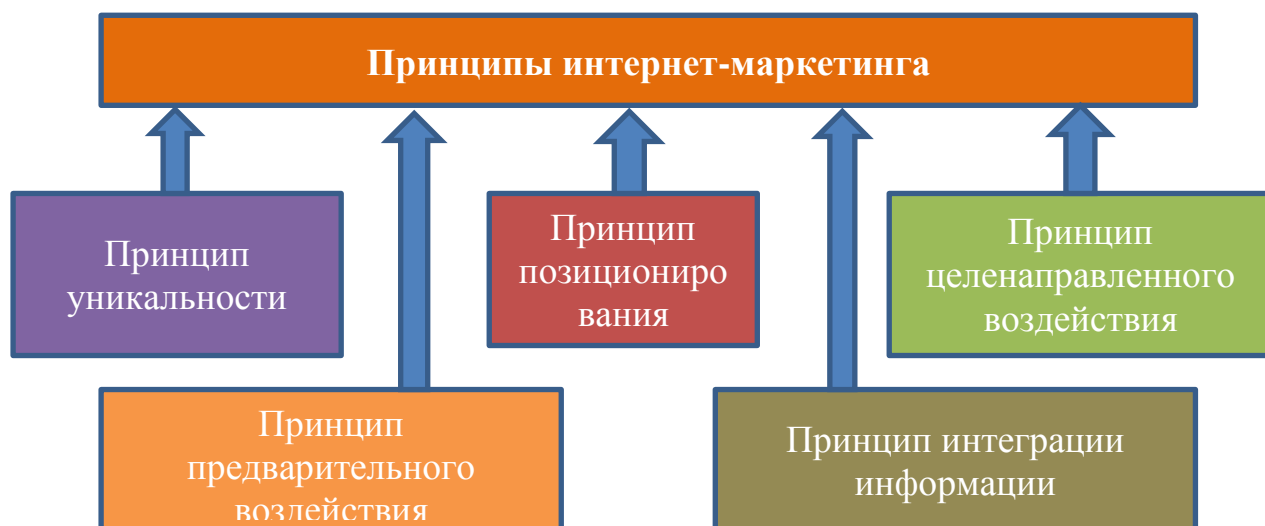 Принципы интернет-маркетинга
Принцип
уникальности
Принцип
позициониро
вания
Принцип
целенаправленного
воздействия
Принцип
предварительного
воздействия
Принцип интеграции
информации